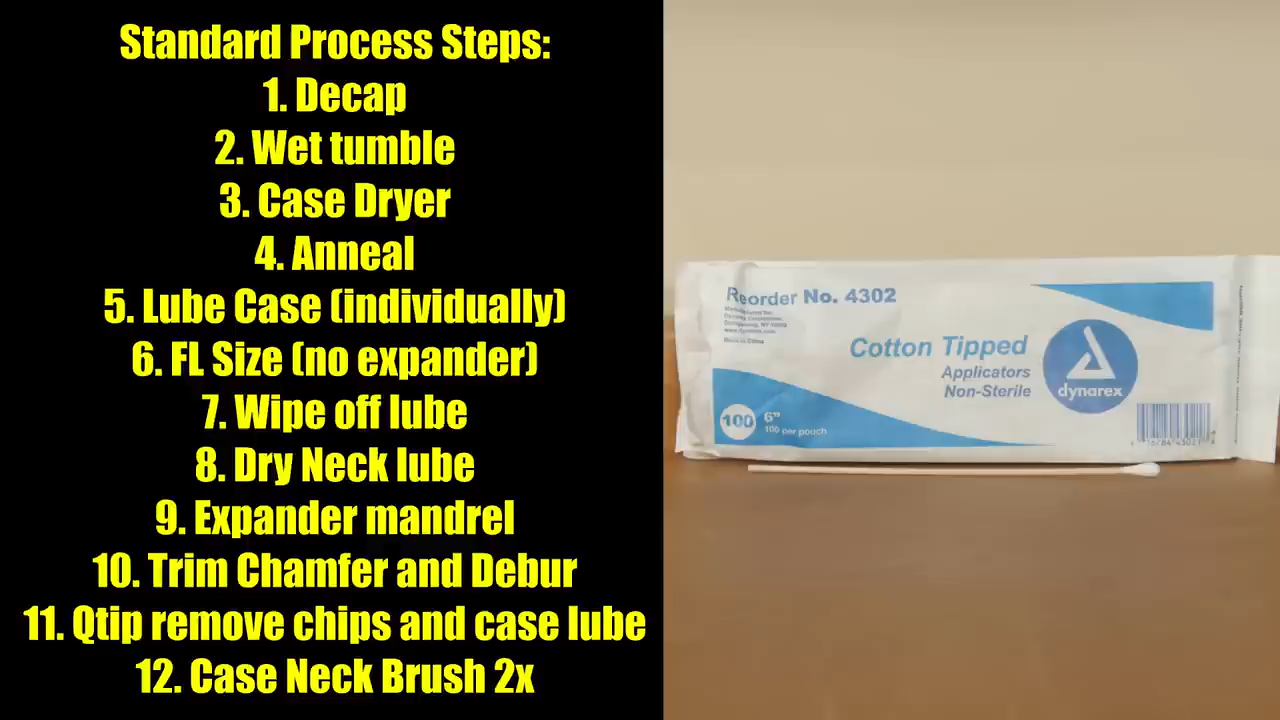 Standard Process Steps:
1. Decap
2. Wet tumble
3. Case Dryer
4. Anneal
5. Lube Case (individually)
6. FL Size (no expander)
7. Wipe off lube
8. Dry Neck lube
9. Expander mandrel
10. Trim Chamfer and Debur
11. Qtip remove chips and case lube
12. Case Neck Brush 2x
Reorder No. 4302
Made in China
Cotton Tipped
Applicators
Non-Sterile
dynarex
100
6"
100 per pouch